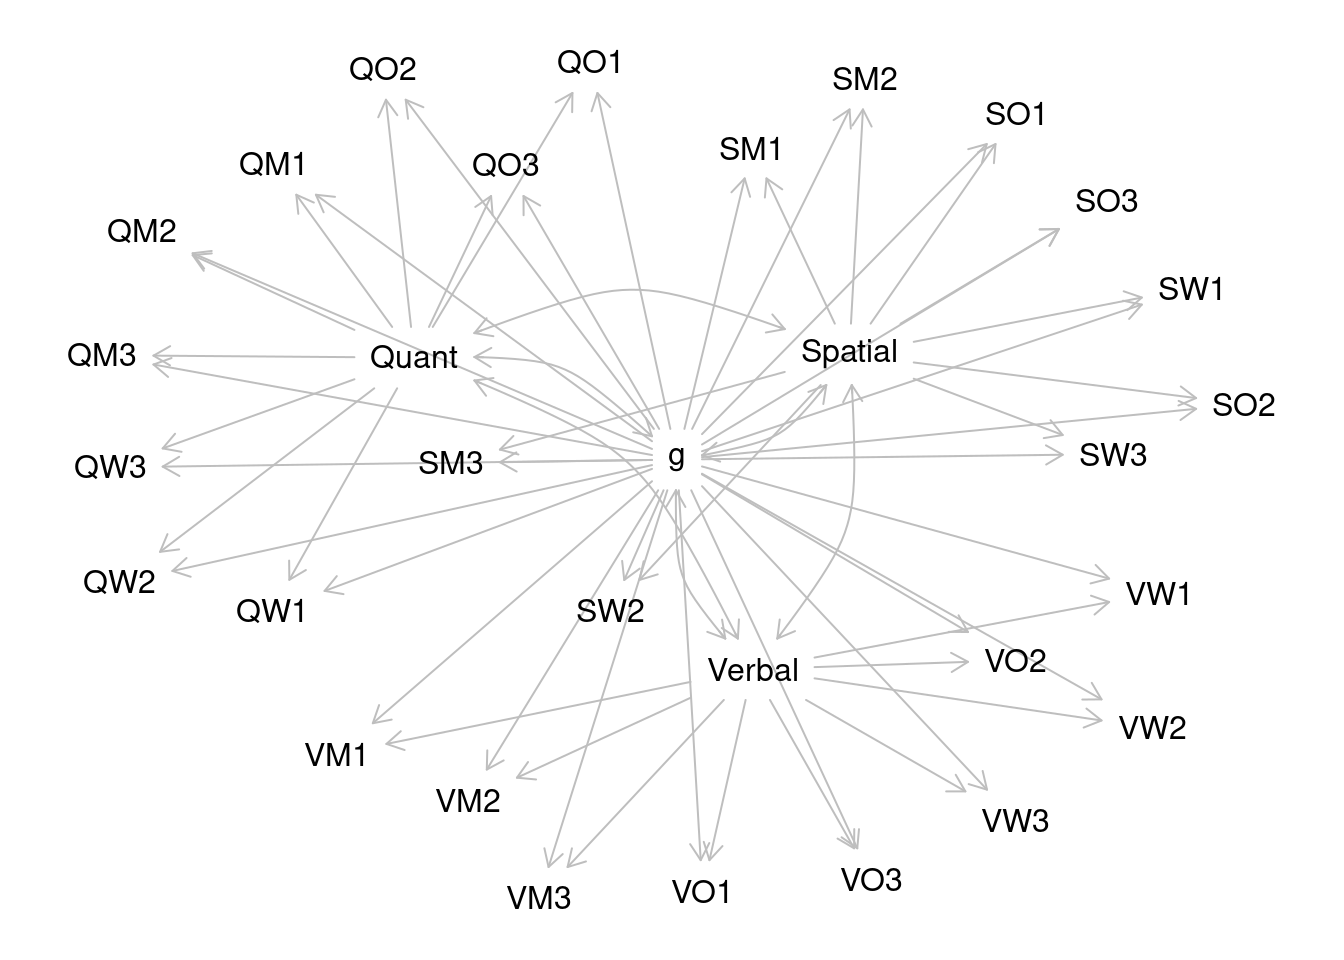 QO1
QO2
SM2
SO1
SM1
QM1
QO3
SO3
QM2
SW1
Spatial
QM3
Quant
SO2
g
SW3
SM3
QW3
QW2
VW1
QW1
SW2
VO2
Verbal
VW2
VM1
VM2
VW3
VO3
VO1
VM3